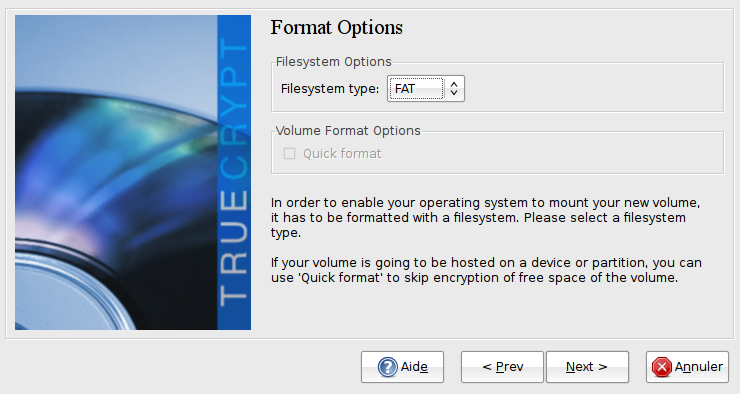 TRUECRYPT
Format Options
Filesystem Options
Filesystem type: FAT
Volume Format Options
Quick format
In order to enable your operating system to mount your new volume,
it has to be formatted with a filesystem. Please select a filesystem
type.
If your volume is going to be hosted on a device or partition, you can
use 'Quick format' to skip encryption of free space of the volume.
Aide
< Prev
Next >
Annuler